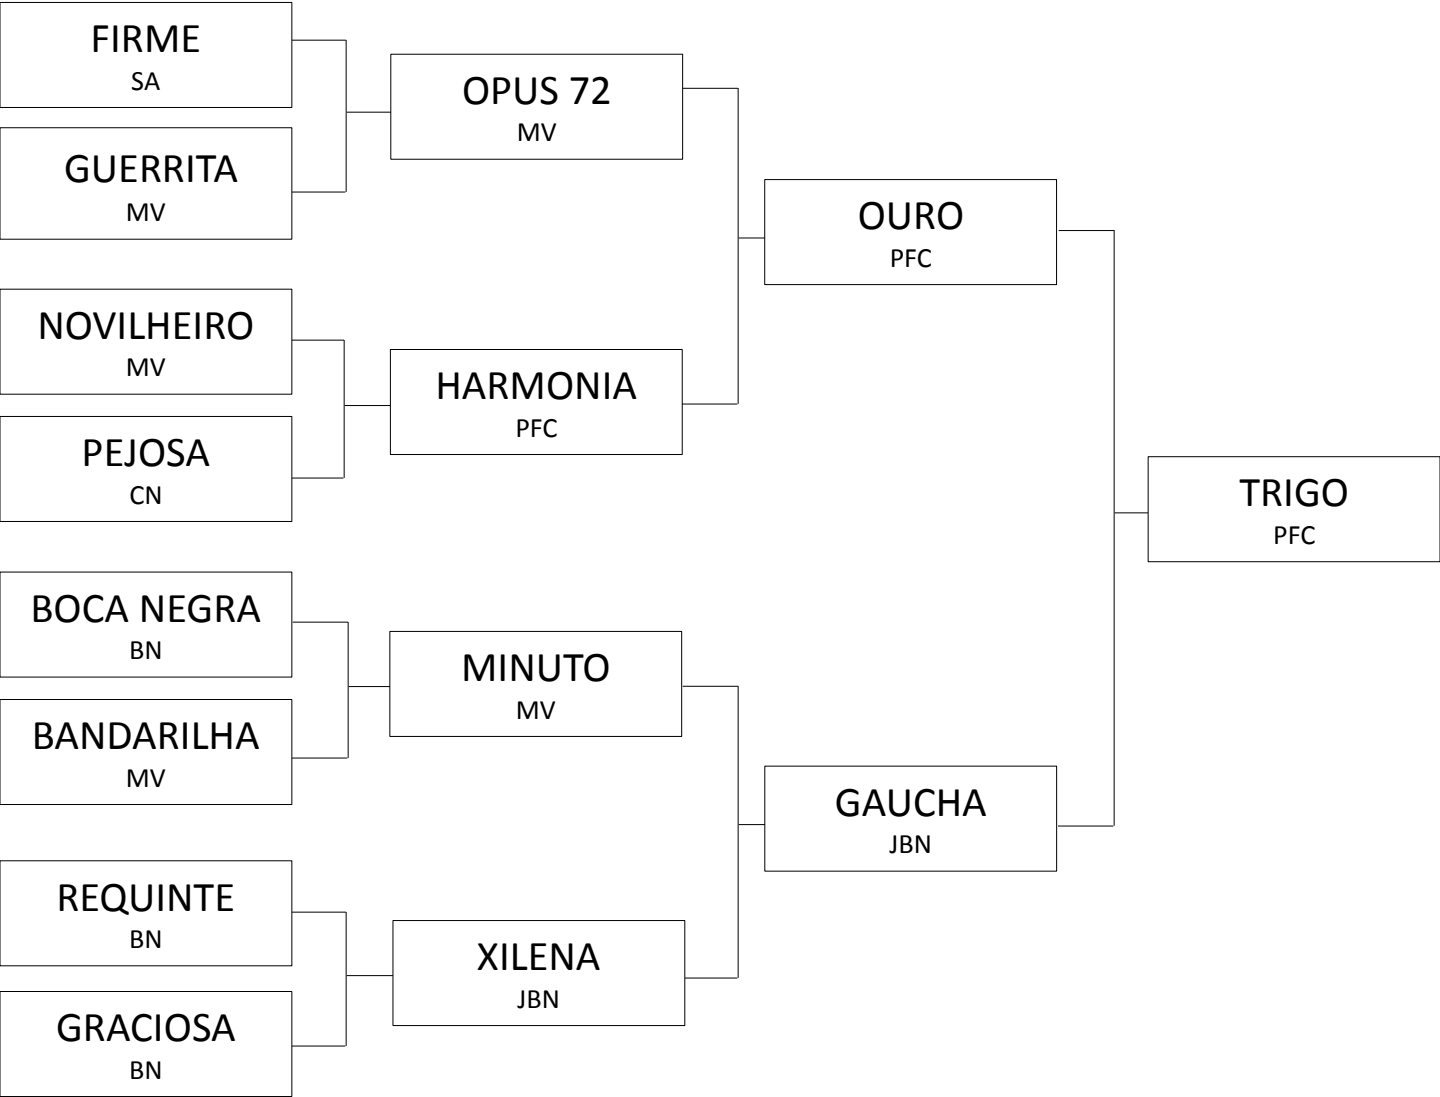 FIRME
SA
GUERRITA
MV
NOVILHEIRO
MV
PEJOSA
CN
BOCA NEGRA
BN
BANDARILHA
MV
REQUINTE
BN
GRACIOSA
BN
OPUS 72
MV
HARMONIA
PFC
MINUTO
MV
XILENA
JBN
OURO
PFC
GAUCHA
JBN
TRIGO
PFC